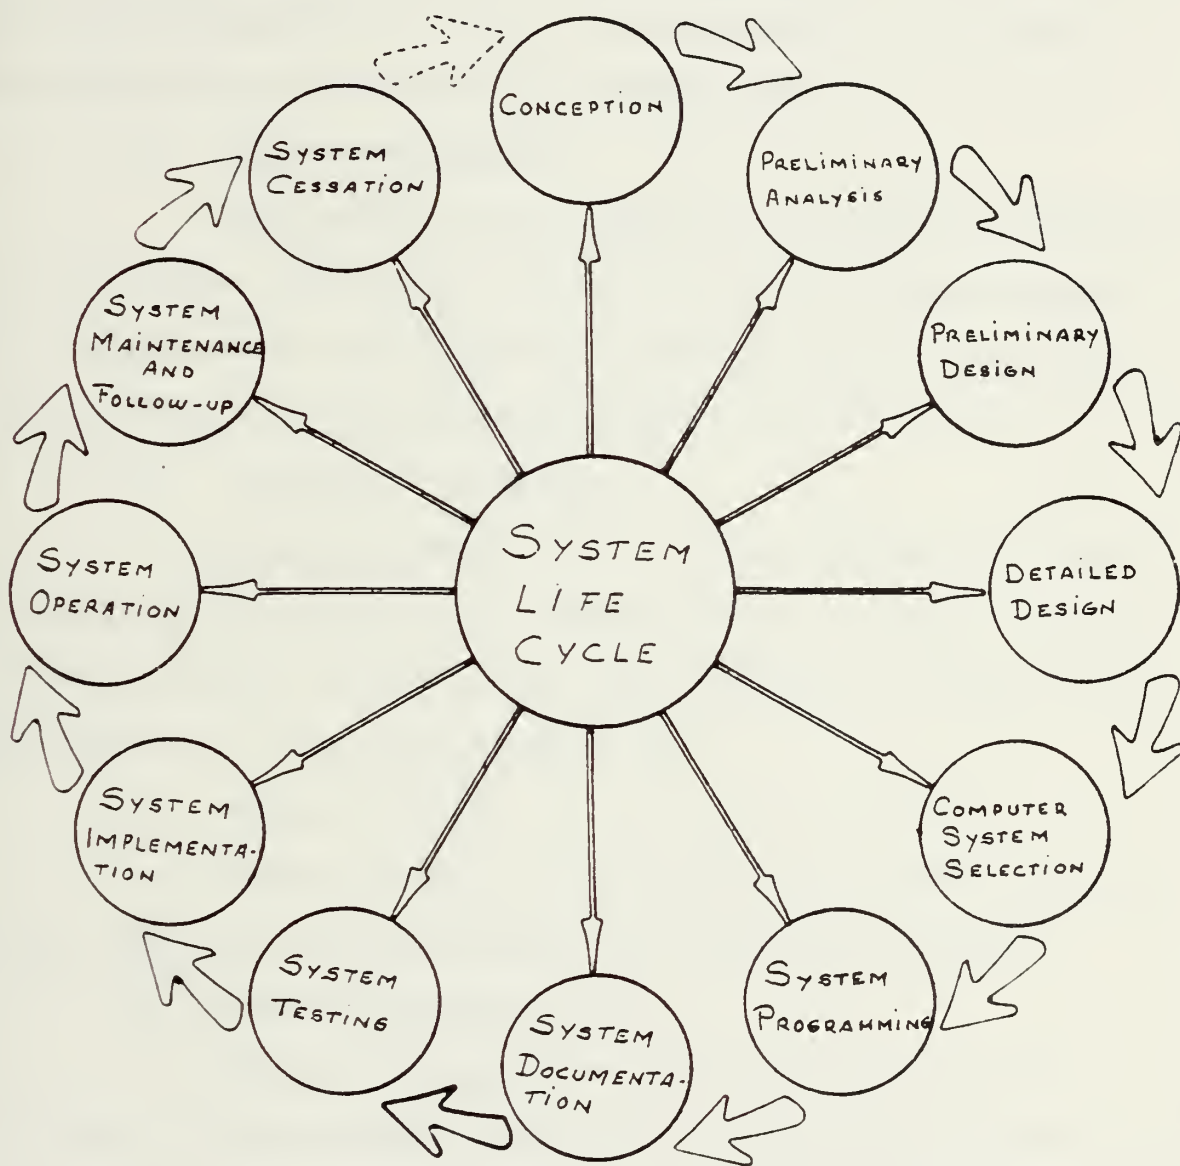 CONCEPTION
PRELIMINARY
ANALYSIS
PRELIMINARY
DESIGN
DETAILED
DESIGN
COMPUTER
SYSTEM
SELECTION
SYSTEM
PROGRAMMING
SYSTEM
DOCUMENTA-
TION
SYSTEM
TESTING
SYSTEM
IMPLEMENTA-
TION
SYSTEM
OPERATION
SYSTEM
MAINTENANCE
AND
FOLLOW-UP
SYSTEM
CESSATION
SYSTEM
LIFE
CYCLE